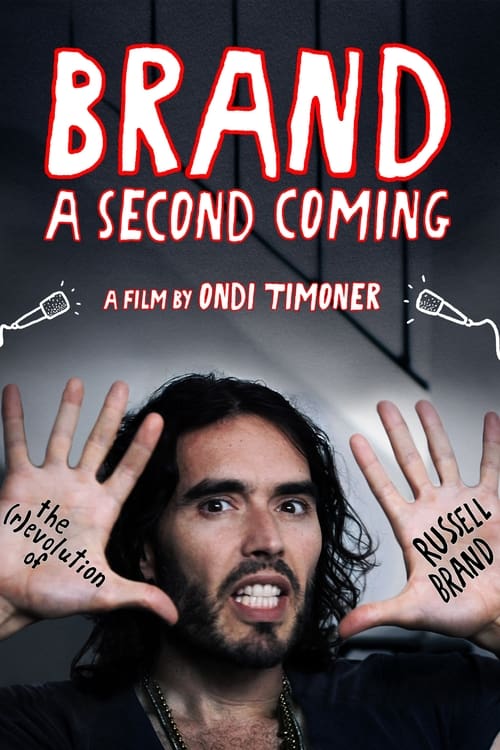 BRAND
A SECOND COMING
A FILM BY ONDI TIMONER
the
(r)evolution
of
RUSSELL
BRAND